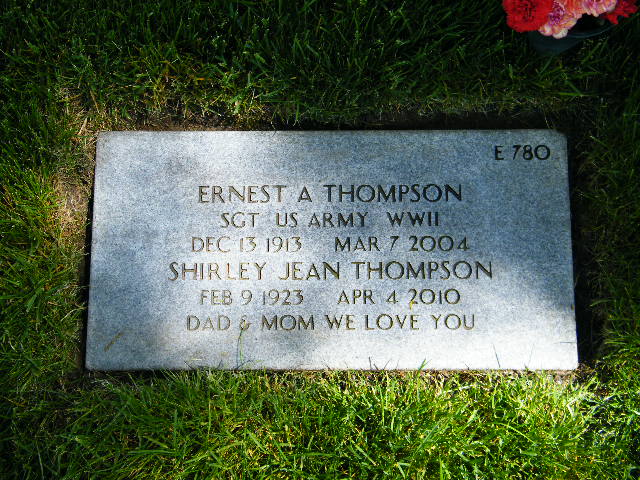 E 780
ERNEST A THOMPSON
SGT US ARMY WWII
DEC 13 1913 MAR 7 2004
SHIRLEY JEAN THOMPSON
FEB 9 1923 APR 4 2010
DAD & MOM WE LOVE YOU